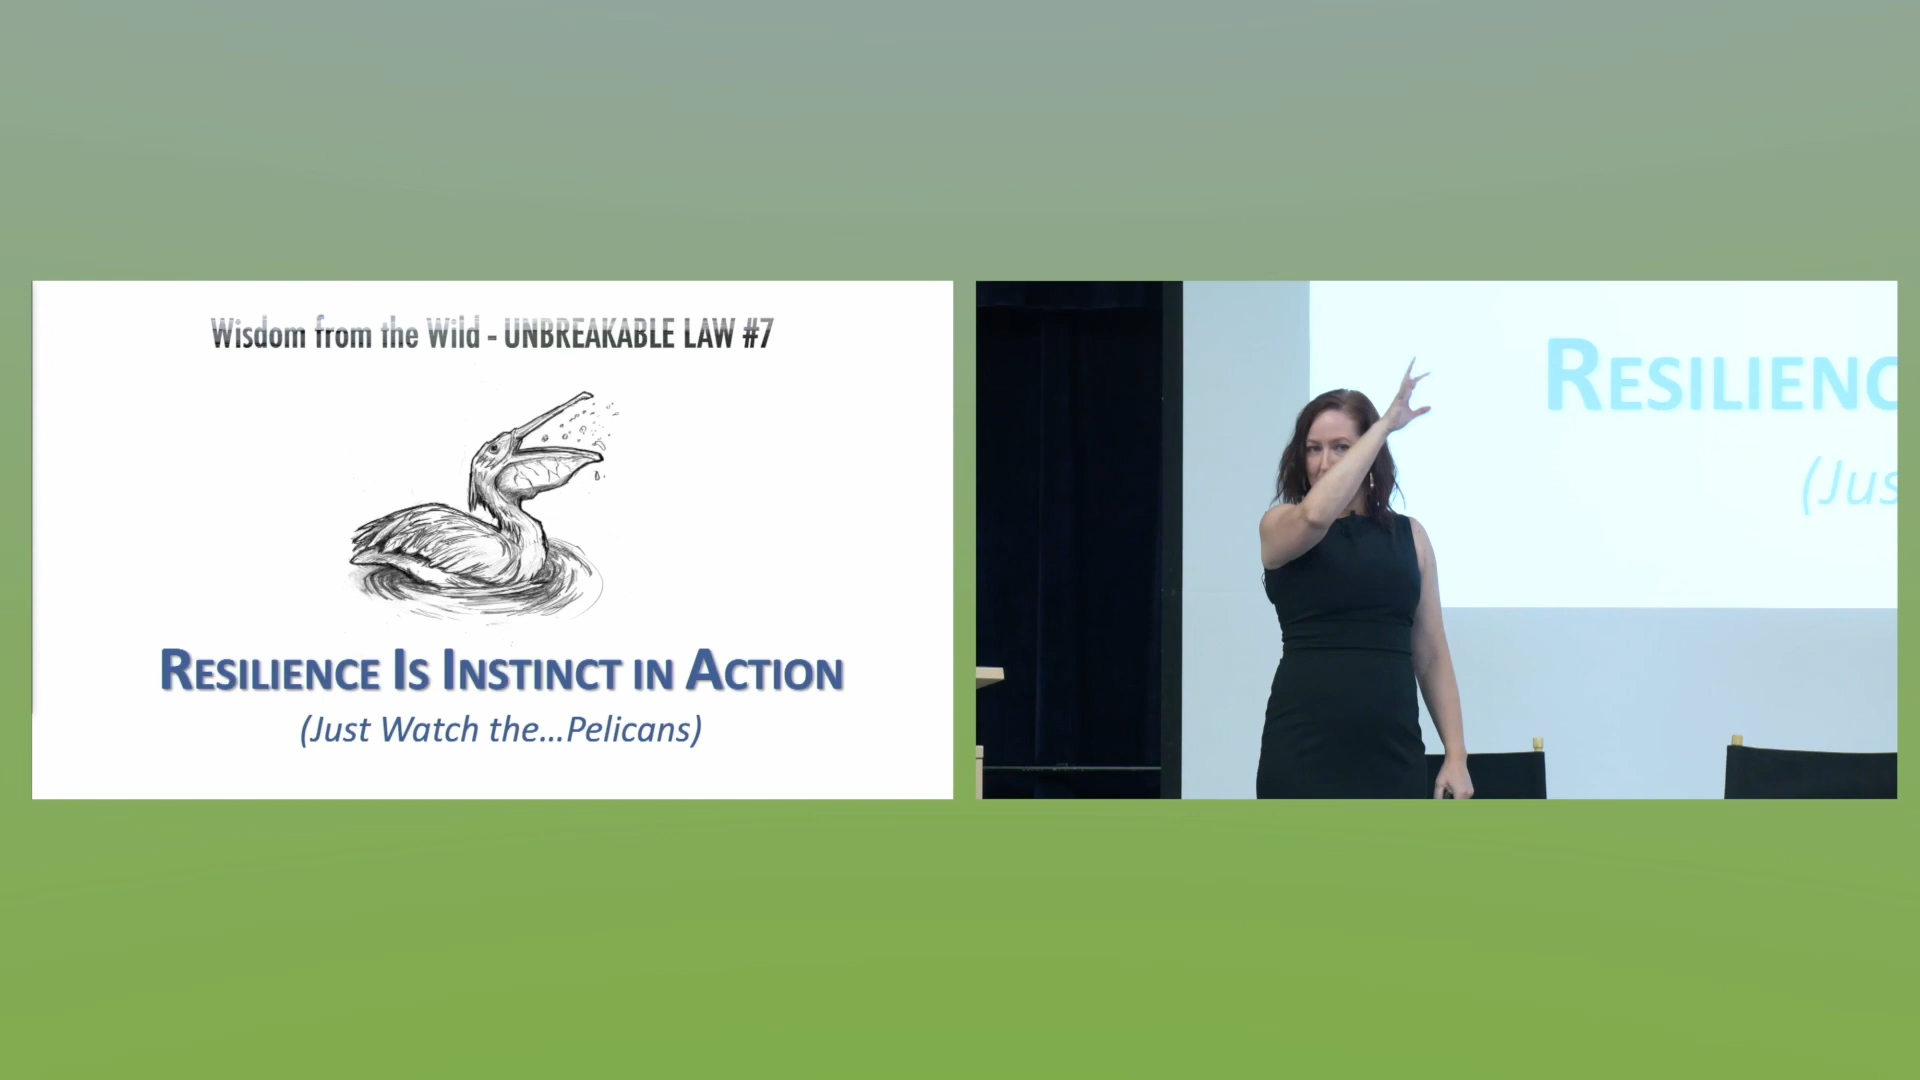 Wisdom from the Wild - UNBREAKABLE LAW #7
RESILIENCE IS INSTINCT IN ACTION
(Just Watch the...Pelicans)
RESILIENC
(Jus